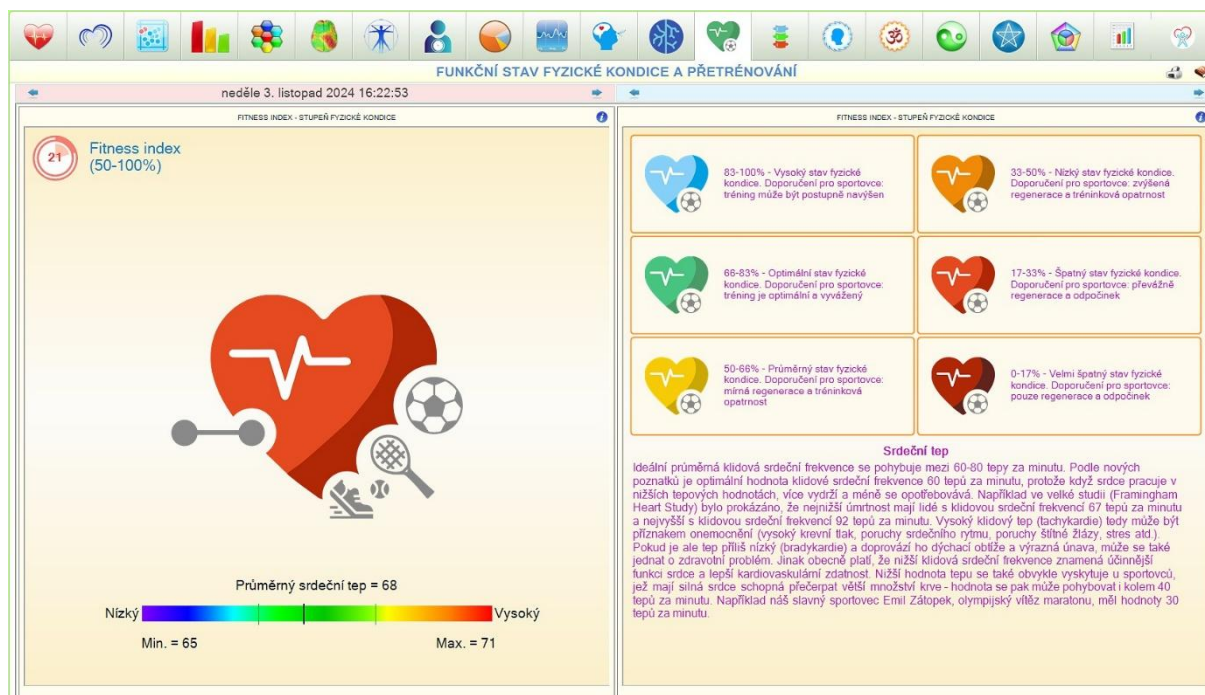 FUNKČNÍ STAV FYZICKÉ KONDICE A PŘETRÉNOVÁNÍ
neděle 3. listopad 2024 16:22:53
FITNESS INDEX - STUPEŇ FYZICKÉ KONDICE
21
Fitness index
(50-100%)
Průměrný srdeční tep = 68
Nízký
Vysoký
Min. = 65
Max. = 71
FITNESS INDEX - STUPEŇ FYZICKÉ KONDICE
83-100% - Vysoký stav fyzické
kondice. Doporučení pro sportovce:
tréning může být postupně navýšen
33-50% - Nízký stav fyzické kondice.
Doporučení pro sportovce: zvýšená
regenerace a tréninková opatrnost
66-83% - Optimální stav fyzické
kondice. Doporučení pro sportovce:
tréning je optimální a vyvážený
17-33% - Špatný stav fyzické kondice.
Doporučení pro sportovce: převážně
regenerace a odpočinek
50-66% - Průměrný stav fyzické
kondice. Doporučení pro sportovce:
mírná regenerace a tréninková
opatrnost
0-17% - Velmi špatný stav fyzické
kondice. Doporučení pro sportovce:
pouze regenerace a odpočinek
Srdeční tep
Ideální průměrná klidová srdeční frekvence se pohybuje mezi 60-80 tepy za minutu. Podle nových
poznatků je optimální hodnota klidové srdeční frekvence 60 tepů za minutu, protože když srdce pracuje v
nižších tepových hodnotách, více vydrží a méně se opotřebovává. Například ve velké studii (Framingham
Heart Study) bylo prokázáno, že nejnižší úmrtnost mají lidé s klidovou srdeční frekvencí 67 tepů za minutu
a nejvyšší s klidovou srdeční frekvencí 92 tepů za minutu. Vysoký klidový tep (tachykardie) tedy může být
příznakem onemocnění (vysoký krevní tlak, poruchy srdečního rytmu, poruchy štítné žlázy, stres atd.).
Pokud je ale tep příliš nízký (bradykardie) a doprovází ho dýchací obtíže a výrazná únava, může se také
jednat o zdravotní problém. Jinak obecně platí, že nižší klidová srdeční frekvence znamená účinnější
funkci srdce a lepší kardiovaskulární zdatnost. Nižší hodnota tepu se také obvykle vyskytuje u sportovců,
jež mají silná srdce schopná přečerpat větší množství krve - hodnota se pak může pohybovat i kolem 40
tepů za minutu. Například náš slavný sportovec Emil Zátopek, olympijský vítěz maratonu, měl hodnoty 30
tepů za minutu.